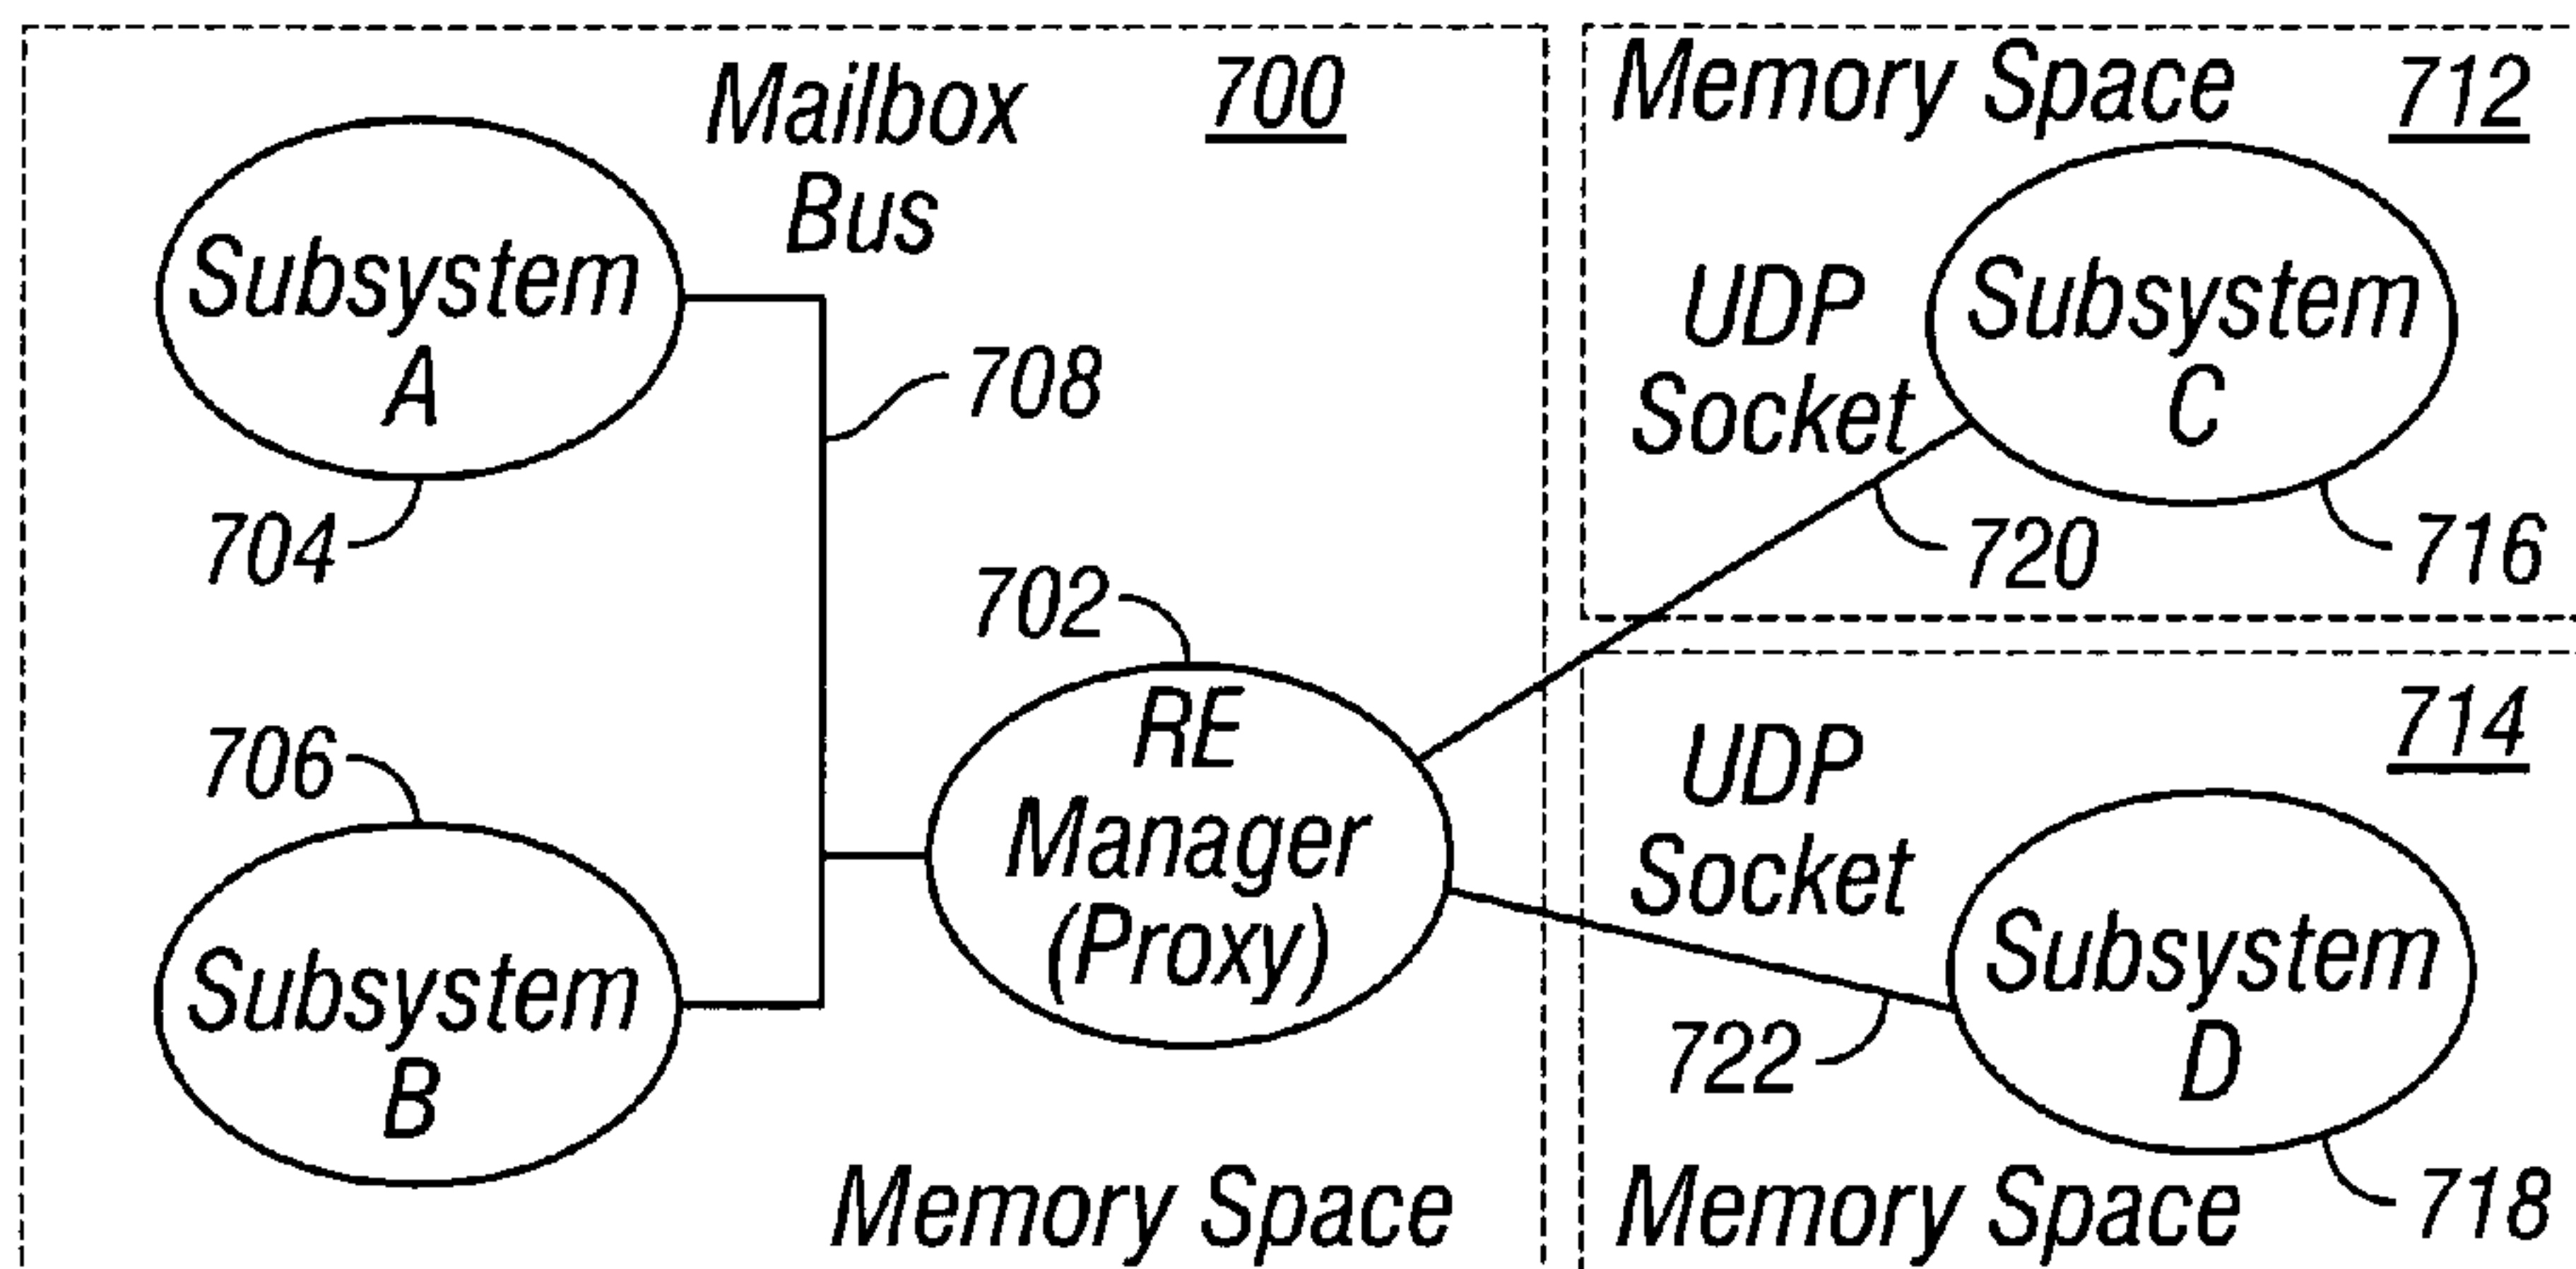 Mailbox
Bus
700
Subsystem
A
704
708
706
Subsystem
B
702
RE
Manager
(Proxy)
Memory Space
Memory Space
712
UDP
Socket
Subsystem
C
720
716
714
UDP
Socket
Subsystem
D
722
718
Memory Space